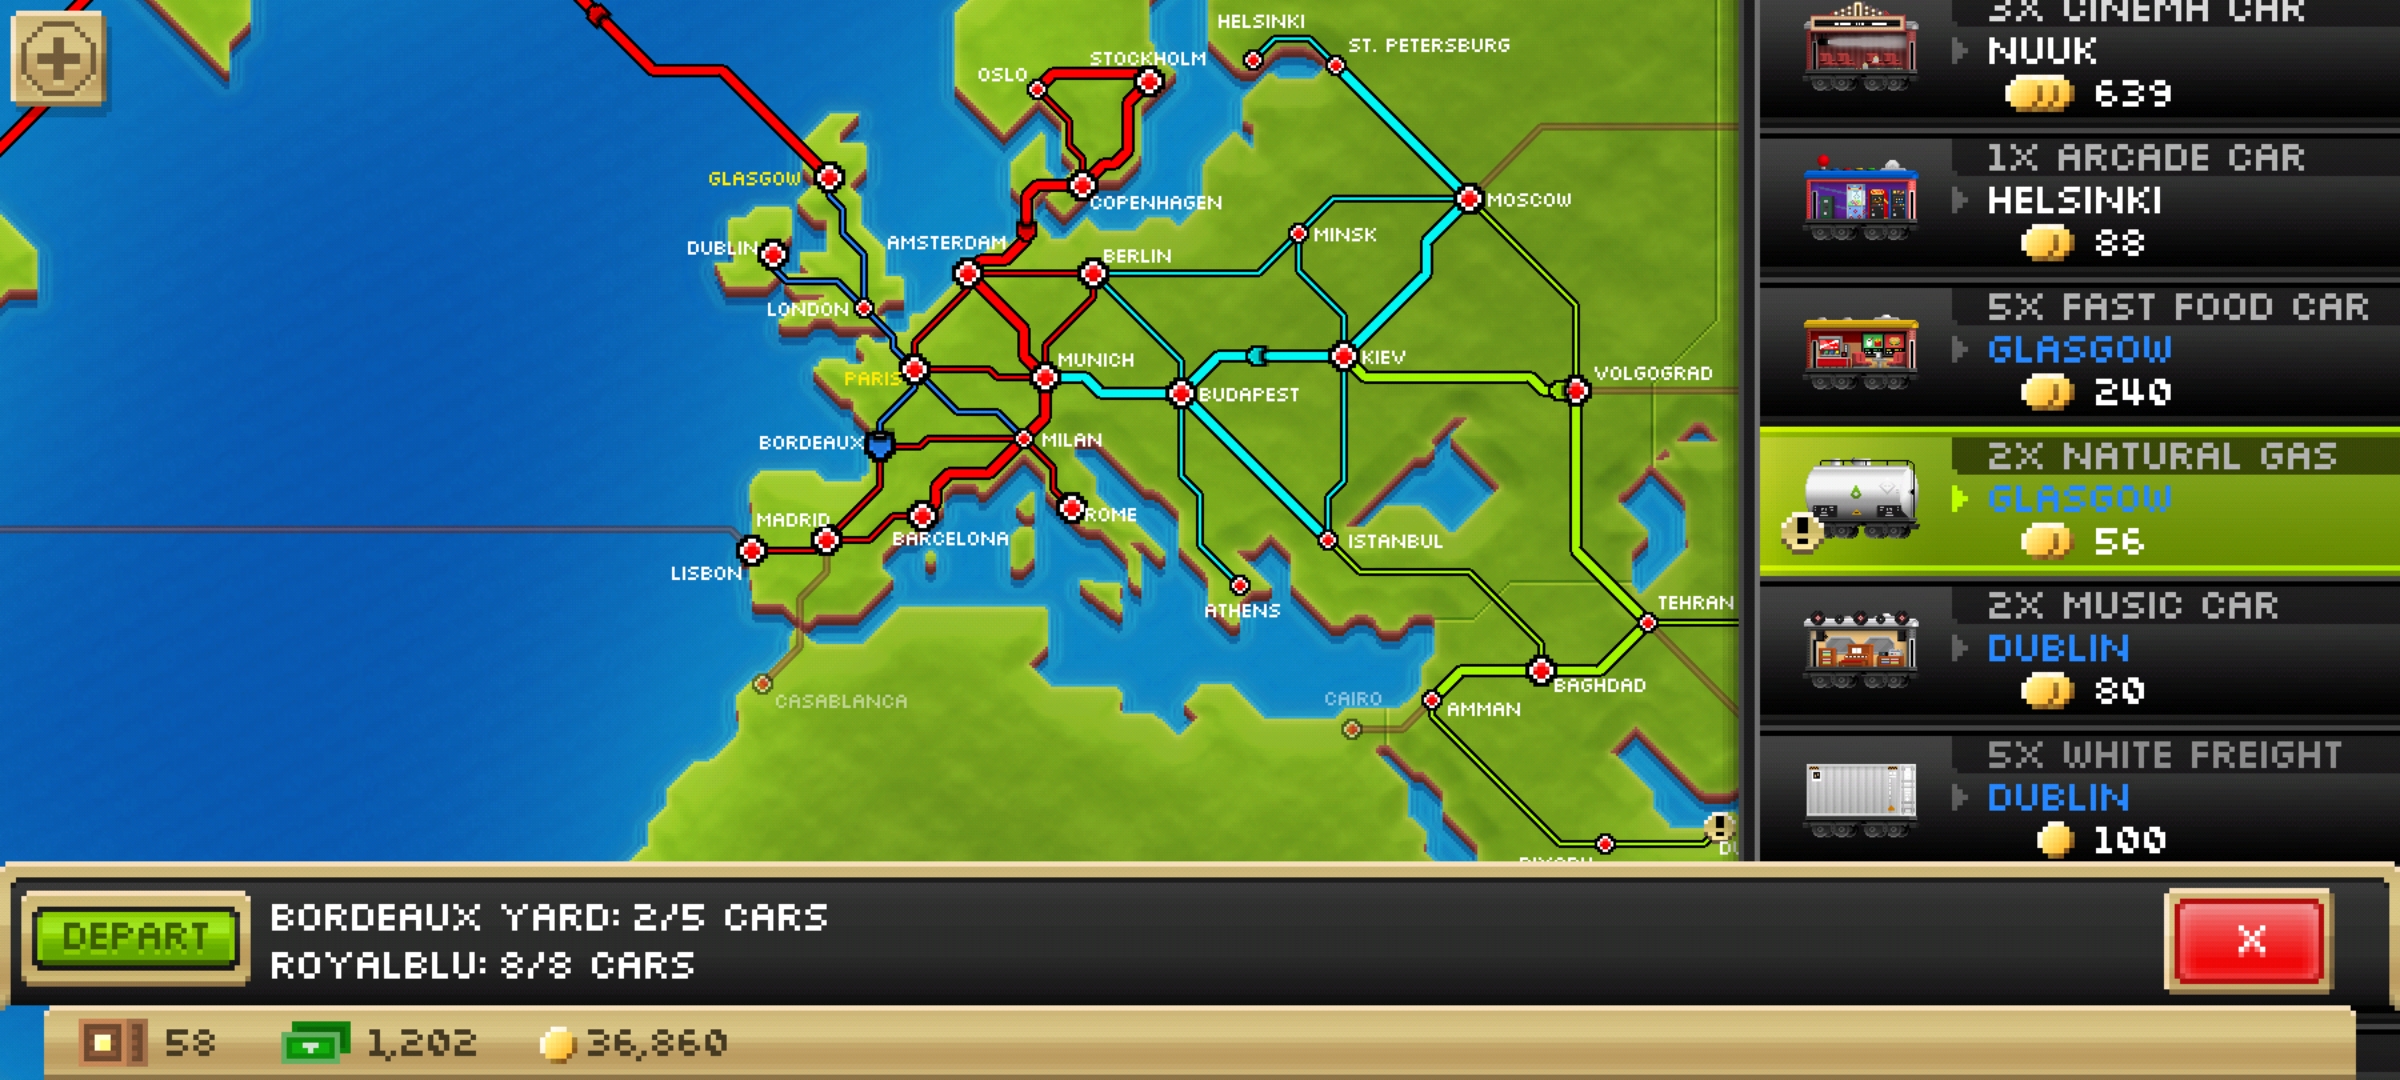 HELSINKI
ST. PETERSBURG
STOCKHOLM
OSLO
GLASGOW
COPENHAGEN
MOSCOW
MINSK
DUBLIN
AMSTERDAM
BERLIN
LONDON
MUNICH
KIEV
VOLGOGRAD
PARIS
BUDAPEST
BORDEAUX
MILAN
MADRID
BARCELONA
ROME
ISTANBUL
LISBON
ATHENS
TEHRAN
CASABLANCA
CAIRO
BAGHDAD
AMMAN
3X CINEMA CAR
NUUK
639
1X ARCADE CAR
HELSINKI
88
5X FAST FOOD CAR
GLASGOW
240
2X NATURAL GAS
GLASGOW
56
2X MUSIC CAR
DUBLIN
80
5X WHITE FREIGHT
DUBLIN
100
DEPART
BORDEAUX YARD: 2/5 CARS
ROYALBLU: 8/8 CARS
X
58
1,202
36,860